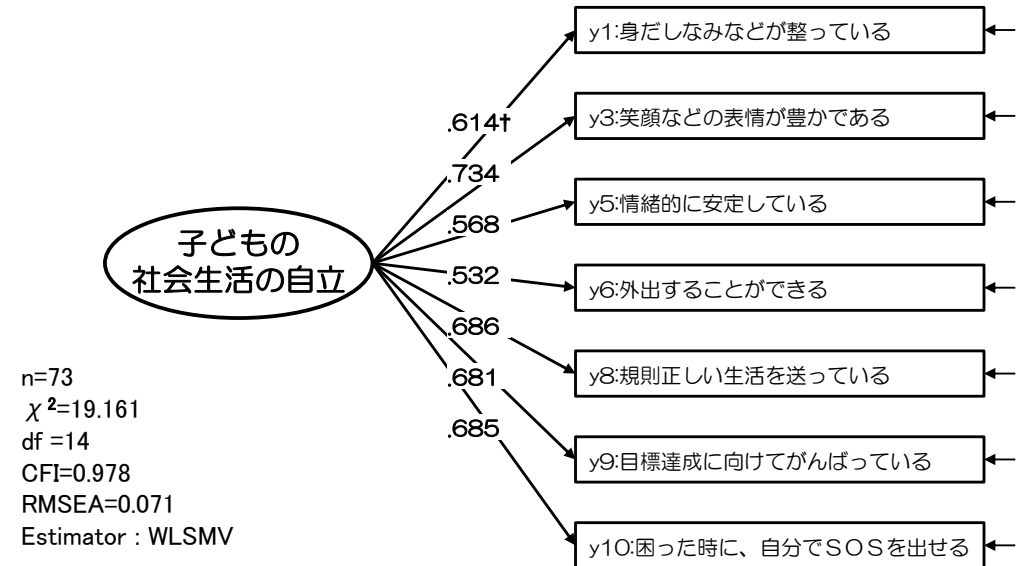 y1:身だしなみなどが整っている
y3:笑顔などの表情が豊かである
y5:情緒的に安定している
y6:外出することができる
y8:規則正しい生活を送っている
y9:目標達成に向けてがんばっている
y10:困った時に、自分でSOSを出せる
.614†
.734
.568
.532
.686
.681
.685
子どもの
社会生活の自立
n=73
χ²=19.161
df =14
CFI=0.978
RMSEA=0.071
Estimator : WLSMV